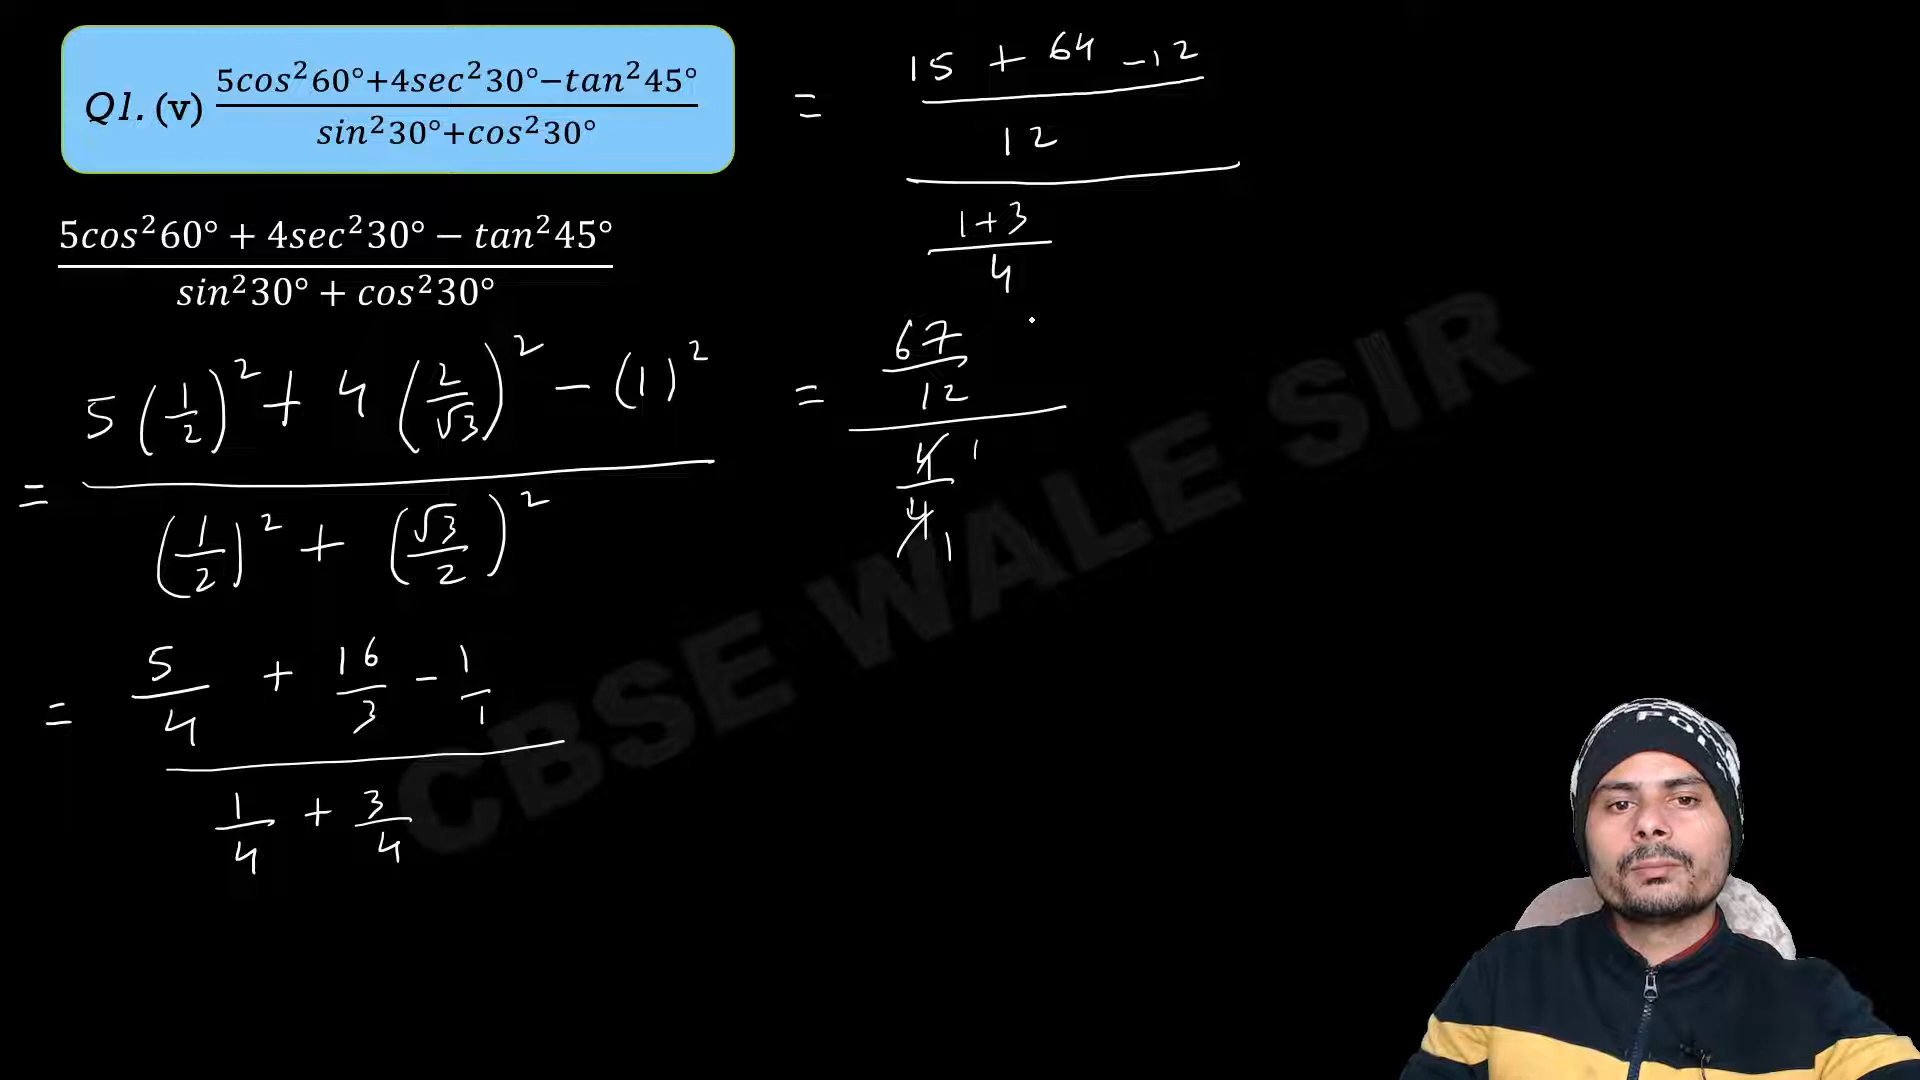 Q1. (v) (5cos²60°+4sec²30°−tan²45°)/(sin²30°+cos²30°)
(5cos²60° + 4sec²30° − tan²45°)/(sin²30° + cos²30°)
= (5(1/2)² + 4(2/√3)² − (1)²)/((1/2)² + (√3/2)²)
= (5/4 + 16/3 − 1/1)/(1/4 + 3/4)
= ((15 + 64 − 12)/12)/((1+3)/4)
= (67/12)/(4/4) 1 1
CBSE WALE SIR